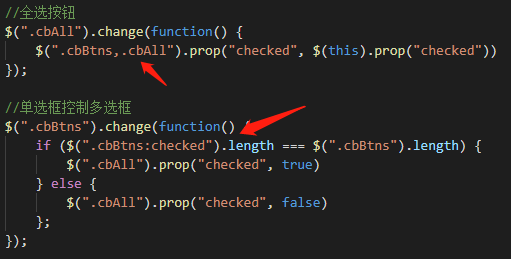 //全选按钮
$(".cbAll").change(function() {
    $(".cbBtns,.cbAll").prop("checked", $(this).prop("checked"))
});
//单选框控制多选框
$(".cbBtns").change(function() {
    if ($(".cbBtns:checked").length === $(".cbBtns").length) {
        $(".cbAll").prop("checked", true)
    } else {
        $(".cbAll").prop("checked", false)
    };
});